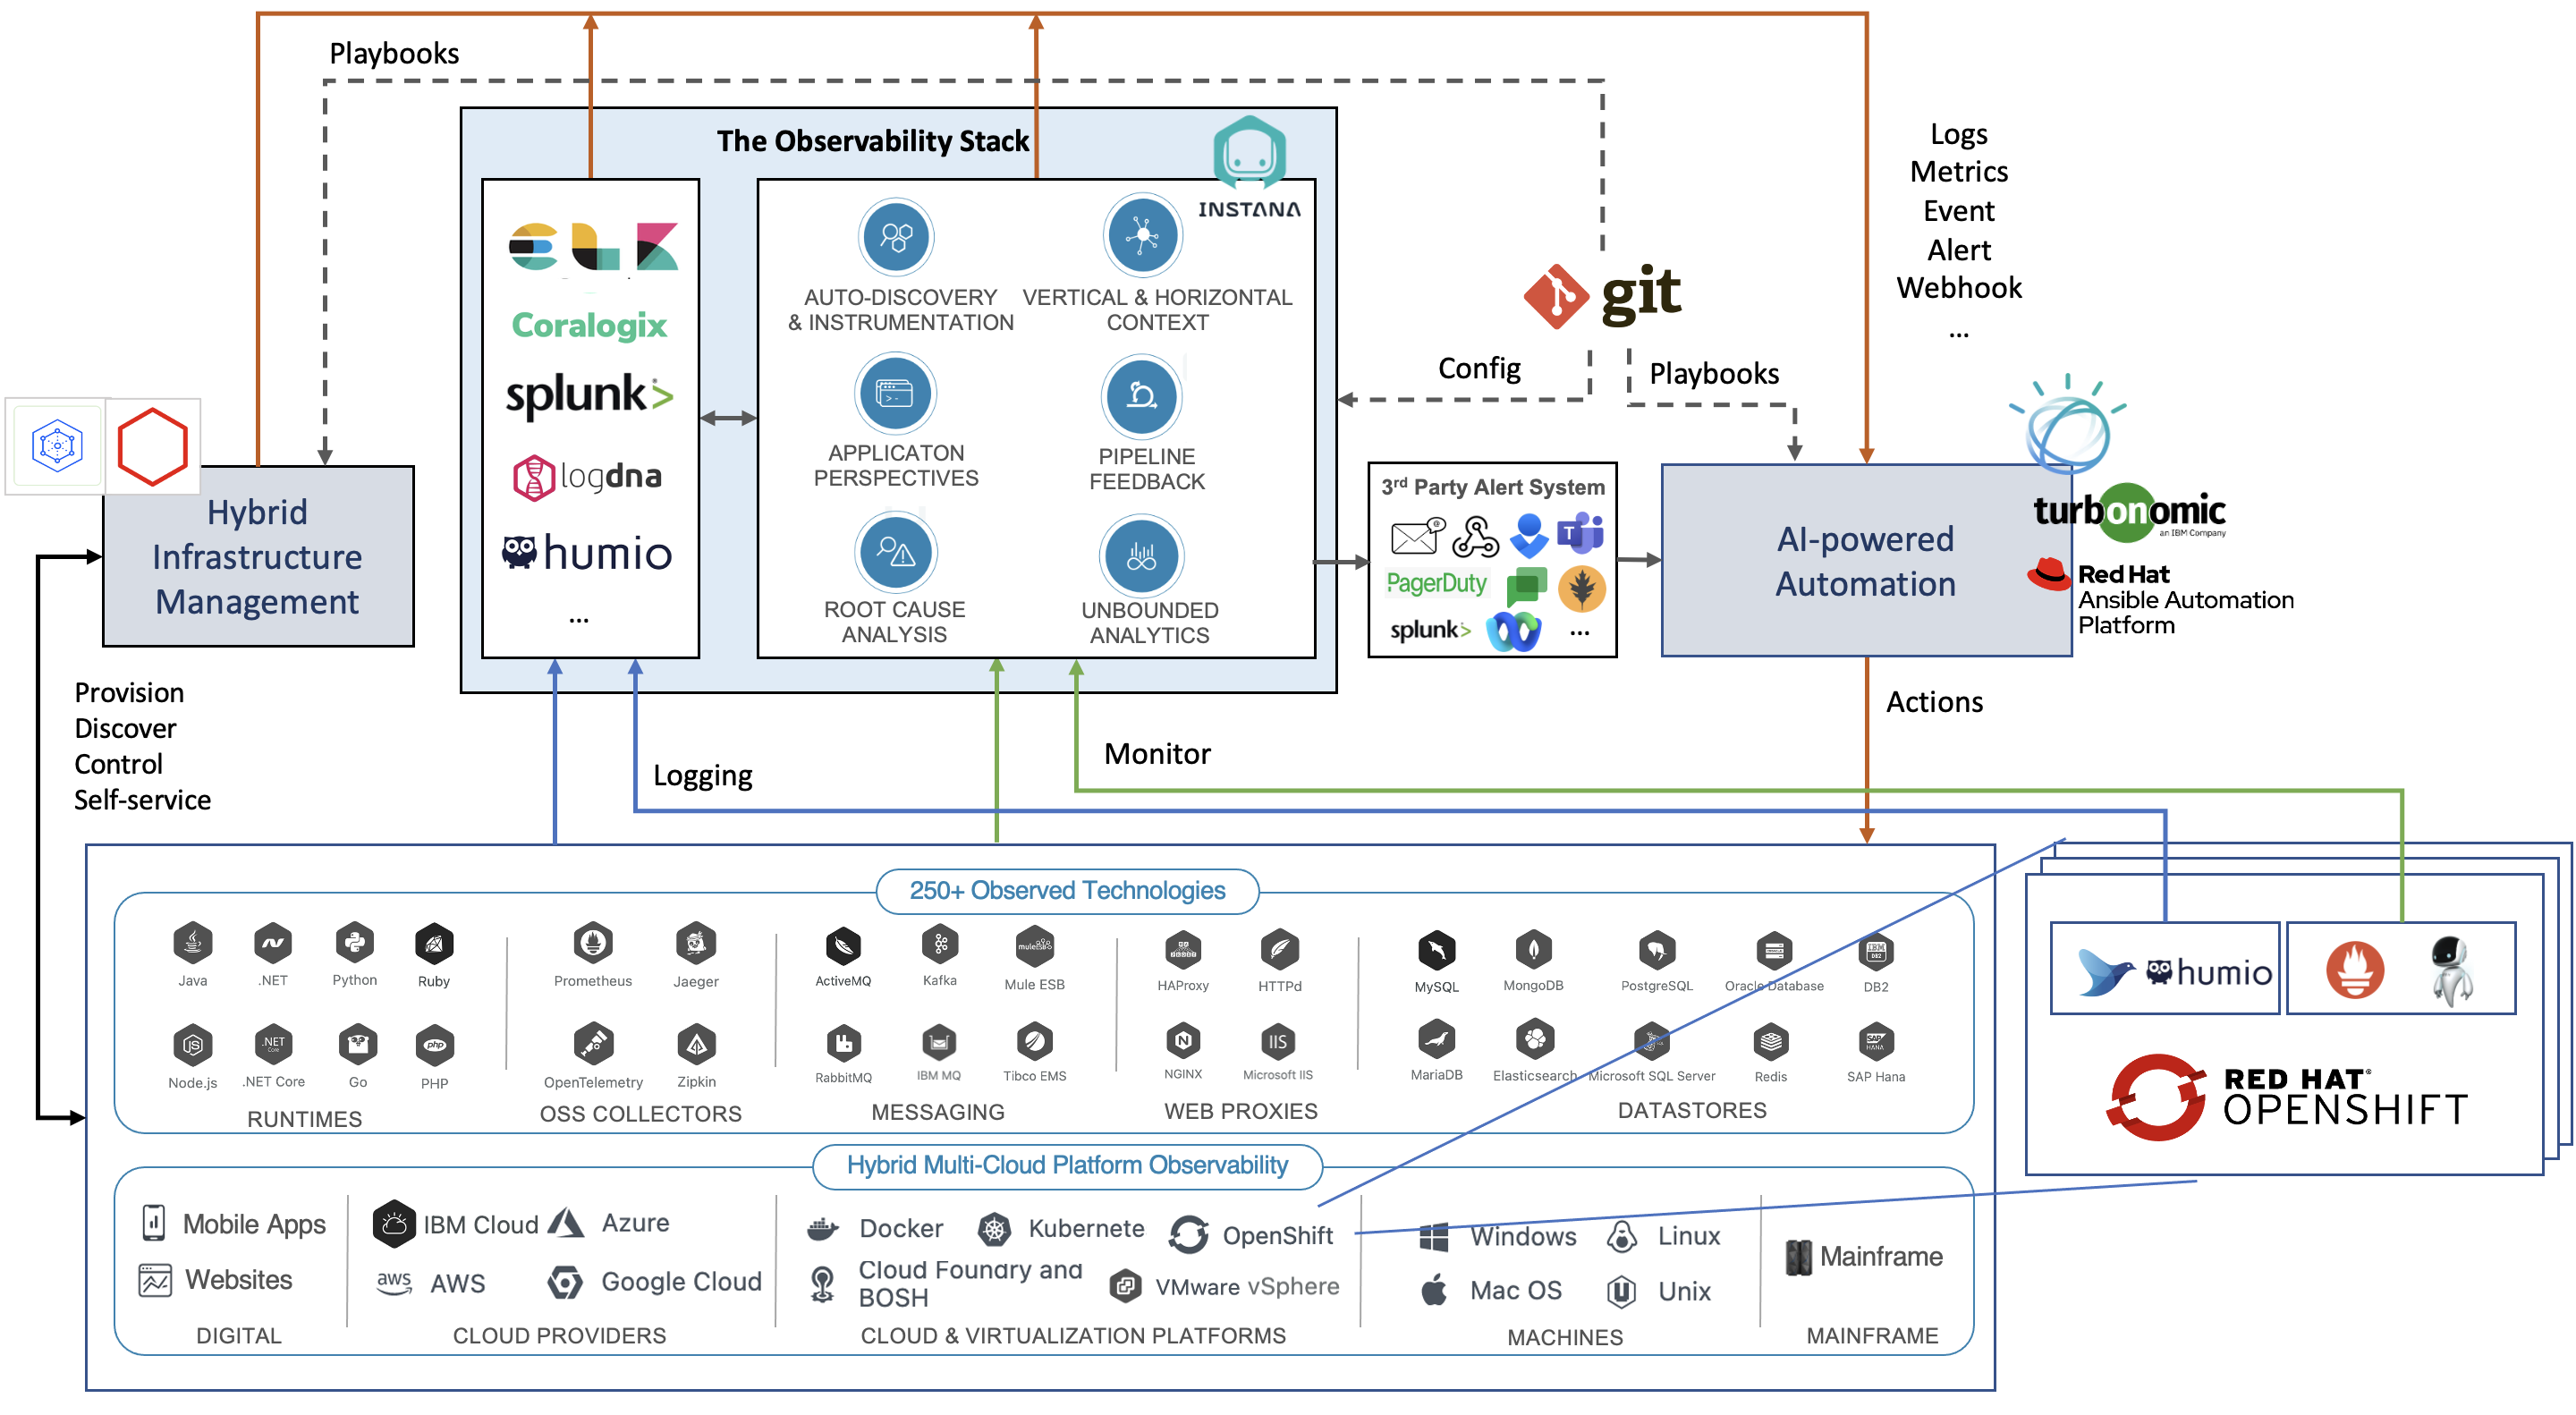 Playbooks
The Observability Stack
INSTANA
Logs
Metrics
Event
Alert
Webhook
...
AUTO-DISCOVERY
& INSTRUMENTATION
VERTICAL & HORIZONTAL
CONTEXT
Coralogix
splunk>
APPLICATON
PERSPECTIVES
PIPELINE
FEEDBACK
logdna
humio
...
ROOT CAUSE
ANALYSIS
UNBOUNDED
ANALYTICS
git
Config
Playbooks
Hybrid
Infrastructure
Management
3rd Party Alert System
PagerDuty
splunk>
...
AI-powered
Automation
turbonomic
an IBM Company
Red Hat
Ansible Automation
Platform
Provision
Discover
Control
Self-service
Logging
Monitor
Actions
250+ Observed Technologies
Java
.NET
Python
Ruby
Node.js
.NET Core
Go
PHP
RUNTIMES
Prometheus
Jaeger
OpenTelemetry
Zipkin
OSS COLLECTORS
ActiveMQ
Kafka
Mule ESB
RabbitMQ
IBM MQ
Tibco EMS
MESSAGING
HAProxy
HTTPd
NGINX
IIS
Microsoft IIS
WEB PROXIES
MySQL
MongoDB
PostgreSQL
Oracle Database
DB2
MariaDB
Elasticsearch
Microsoft SQL Server
Redis
SAP Hana
DATASTORES
humio
RED HAT®
OPENSHIFT
Hybrid Multi-Cloud Platform Observability
Mobile Apps
Websites
DIGITAL
IBM Cloud
Azure
aws
AWS
Google Cloud
CLOUD PROVIDERS
Docker
Kubernete
OpenShift
Cloud Foundry and
BOSH
VMware vSphere
CLOUD & VIRTUALIZATION PLATFORMS
Windows
Linux
Mac OS
Unix
MACHINES
Mainframe
MAINFRAME